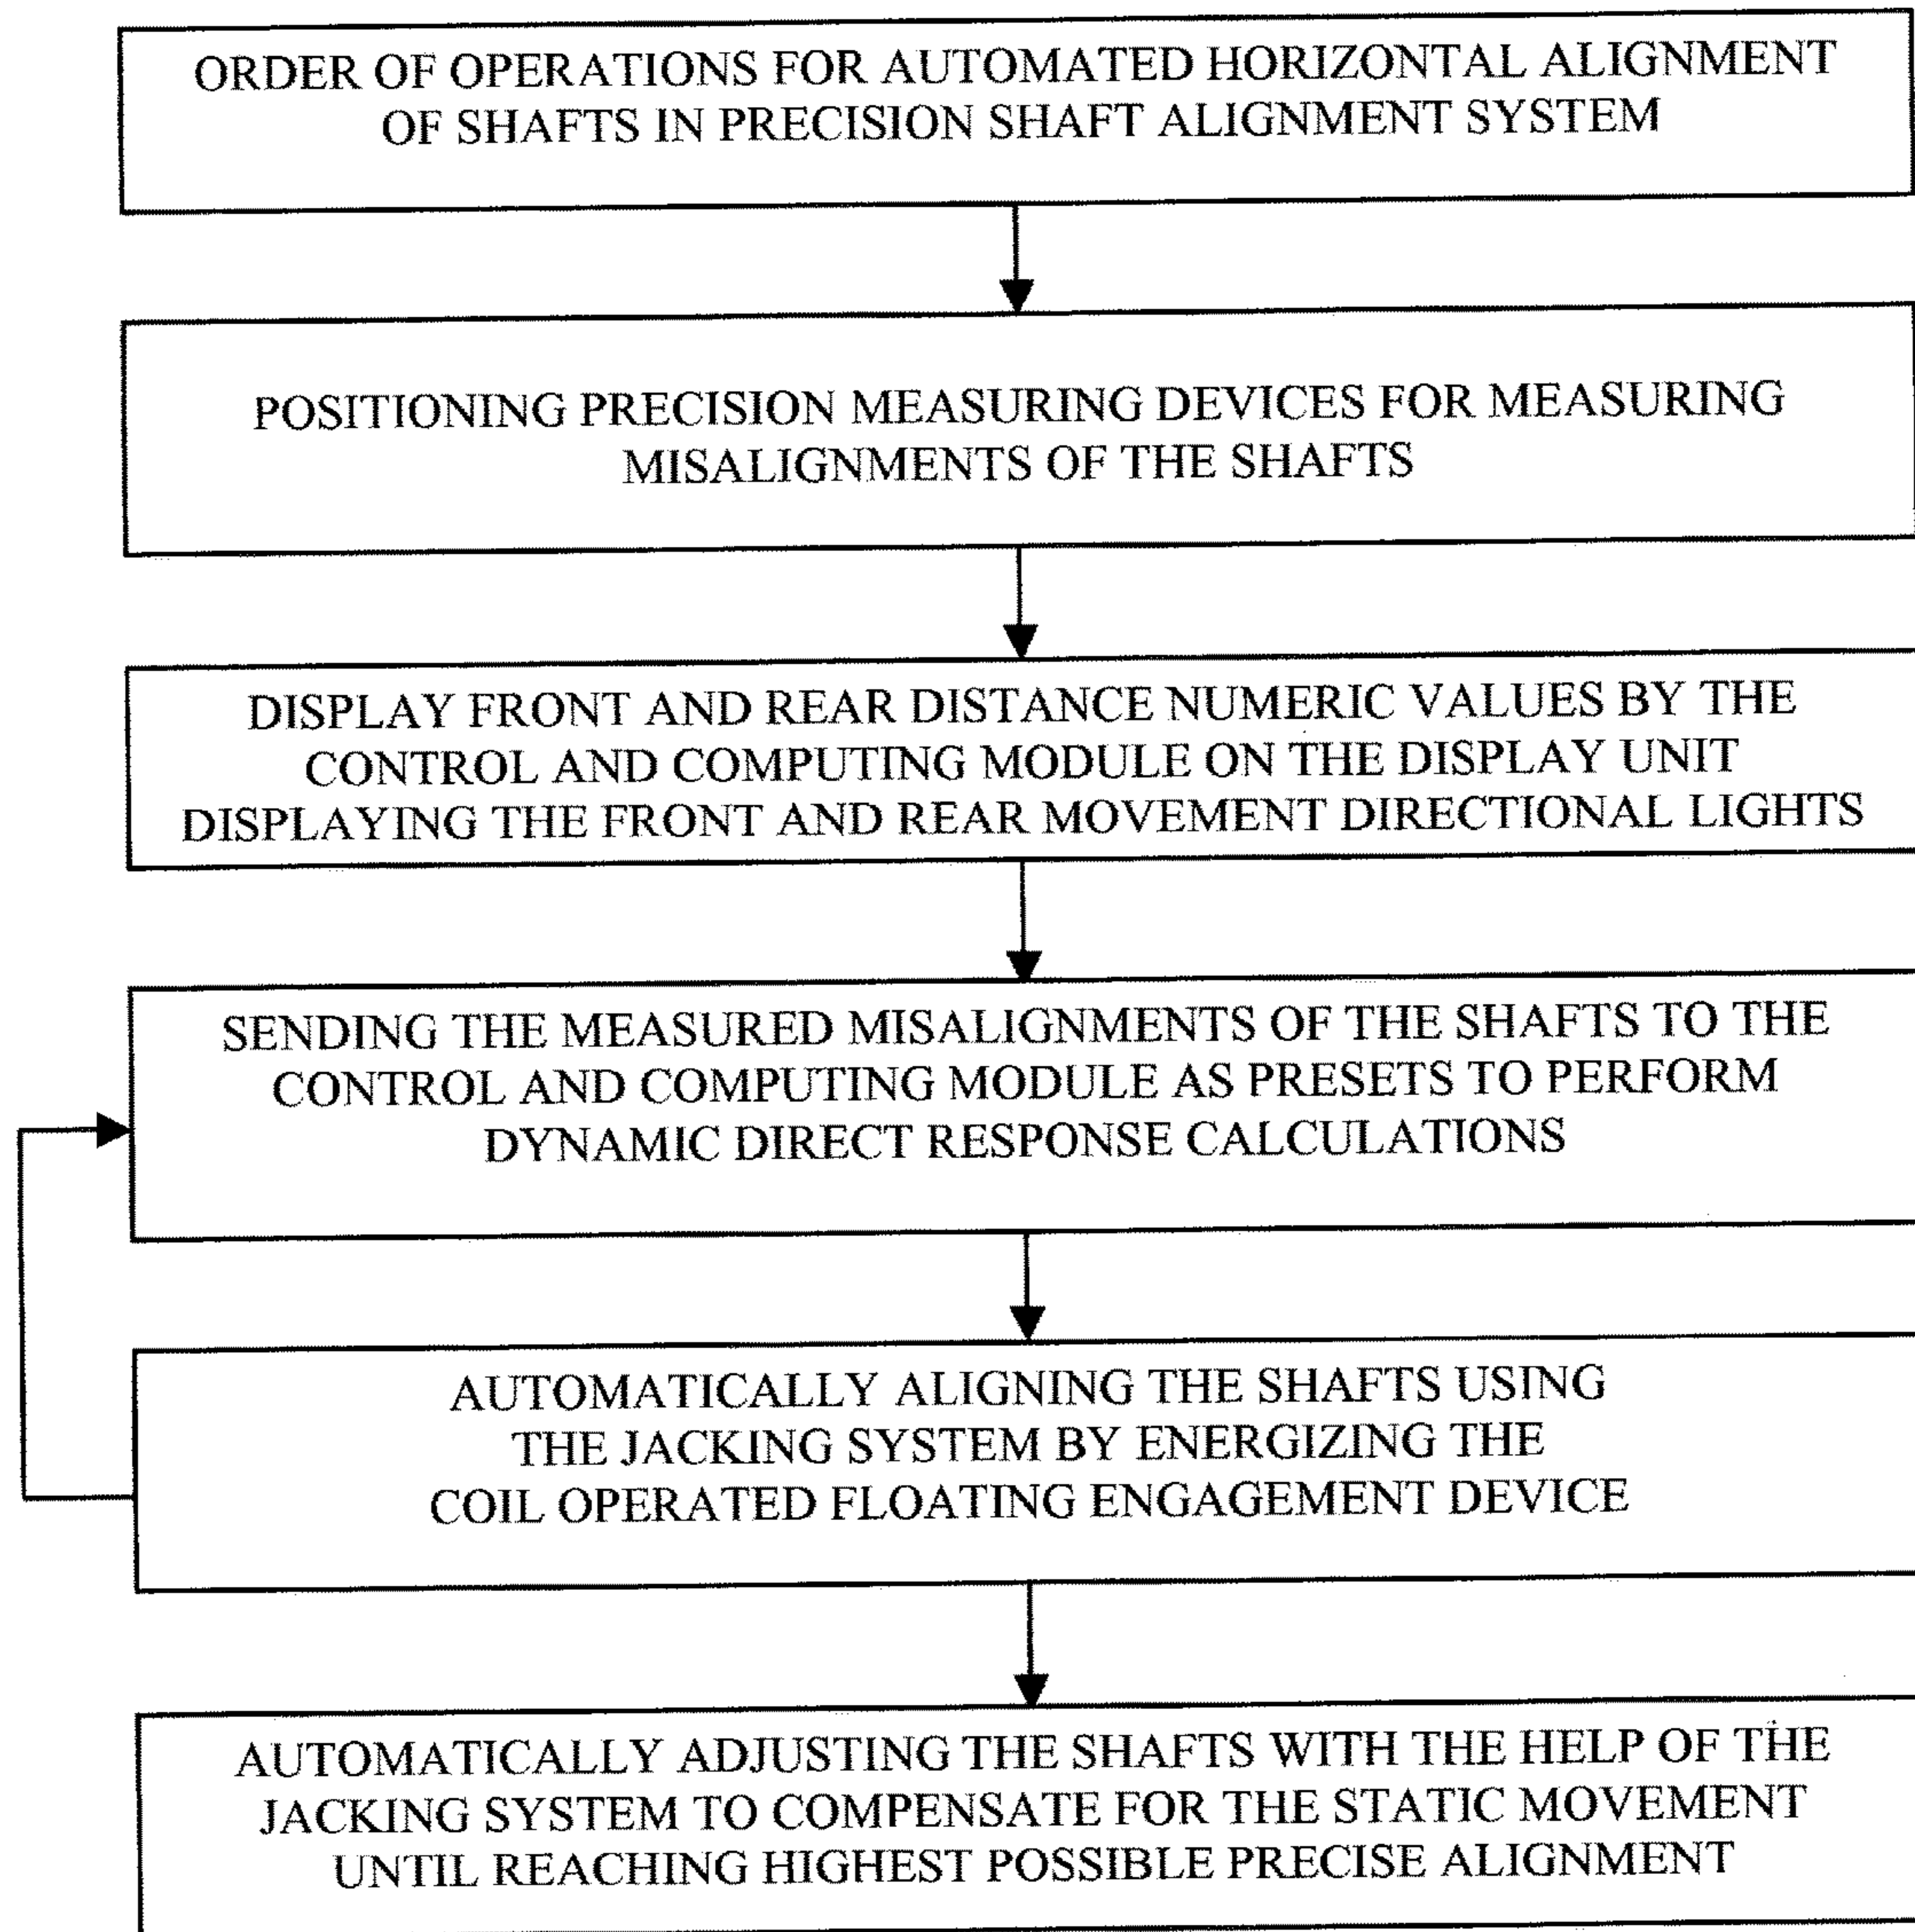 ORDER OF OPERATIONS FOR AUTOMATED HORIZONTAL ALIGNMENT
OF SHAFTS IN PRECISION SHAFT ALIGNMENT SYSTEM
POSITIONING PRECISION MEASURING DEVICES FOR MEASURING
MISALIGNMENTS OF THE SHAFTS
DISPLAY FRONT AND REAR DISTANCE NUMERIC VALUES BY THE
CONTROL AND COMPUTING MODULE ON THE DISPLAY UNIT
DISPLAYING THE FRONT AND REAR MOVEMENT DIRECTIONAL LIGHTS
SENDING THE MEASURED MISALIGNMENTS OF THE SHAFTS TO THE
CONTROL AND COMPUTING MODULE AS PRESETS TO PERFORM
DYNAMIC DIRECT RESPONSE CALCULATIONS
AUTOMATICALLY ALIGNING THE SHAFTS USING
THE JACKING SYSTEM BY ENERGIZING THE
COIL OPERATED FLOATING ENGAGEMENT DEVICE
AUTOMATICALLY ADJUSTING THE SHAFTS WITH THE HELP OF THE
JACKING SYSTEM TO COMPENSATE FOR THE STATIC MOVEMENT
UNTIL REACHING HIGHEST POSSIBLE PRECISE ALIGNMENT